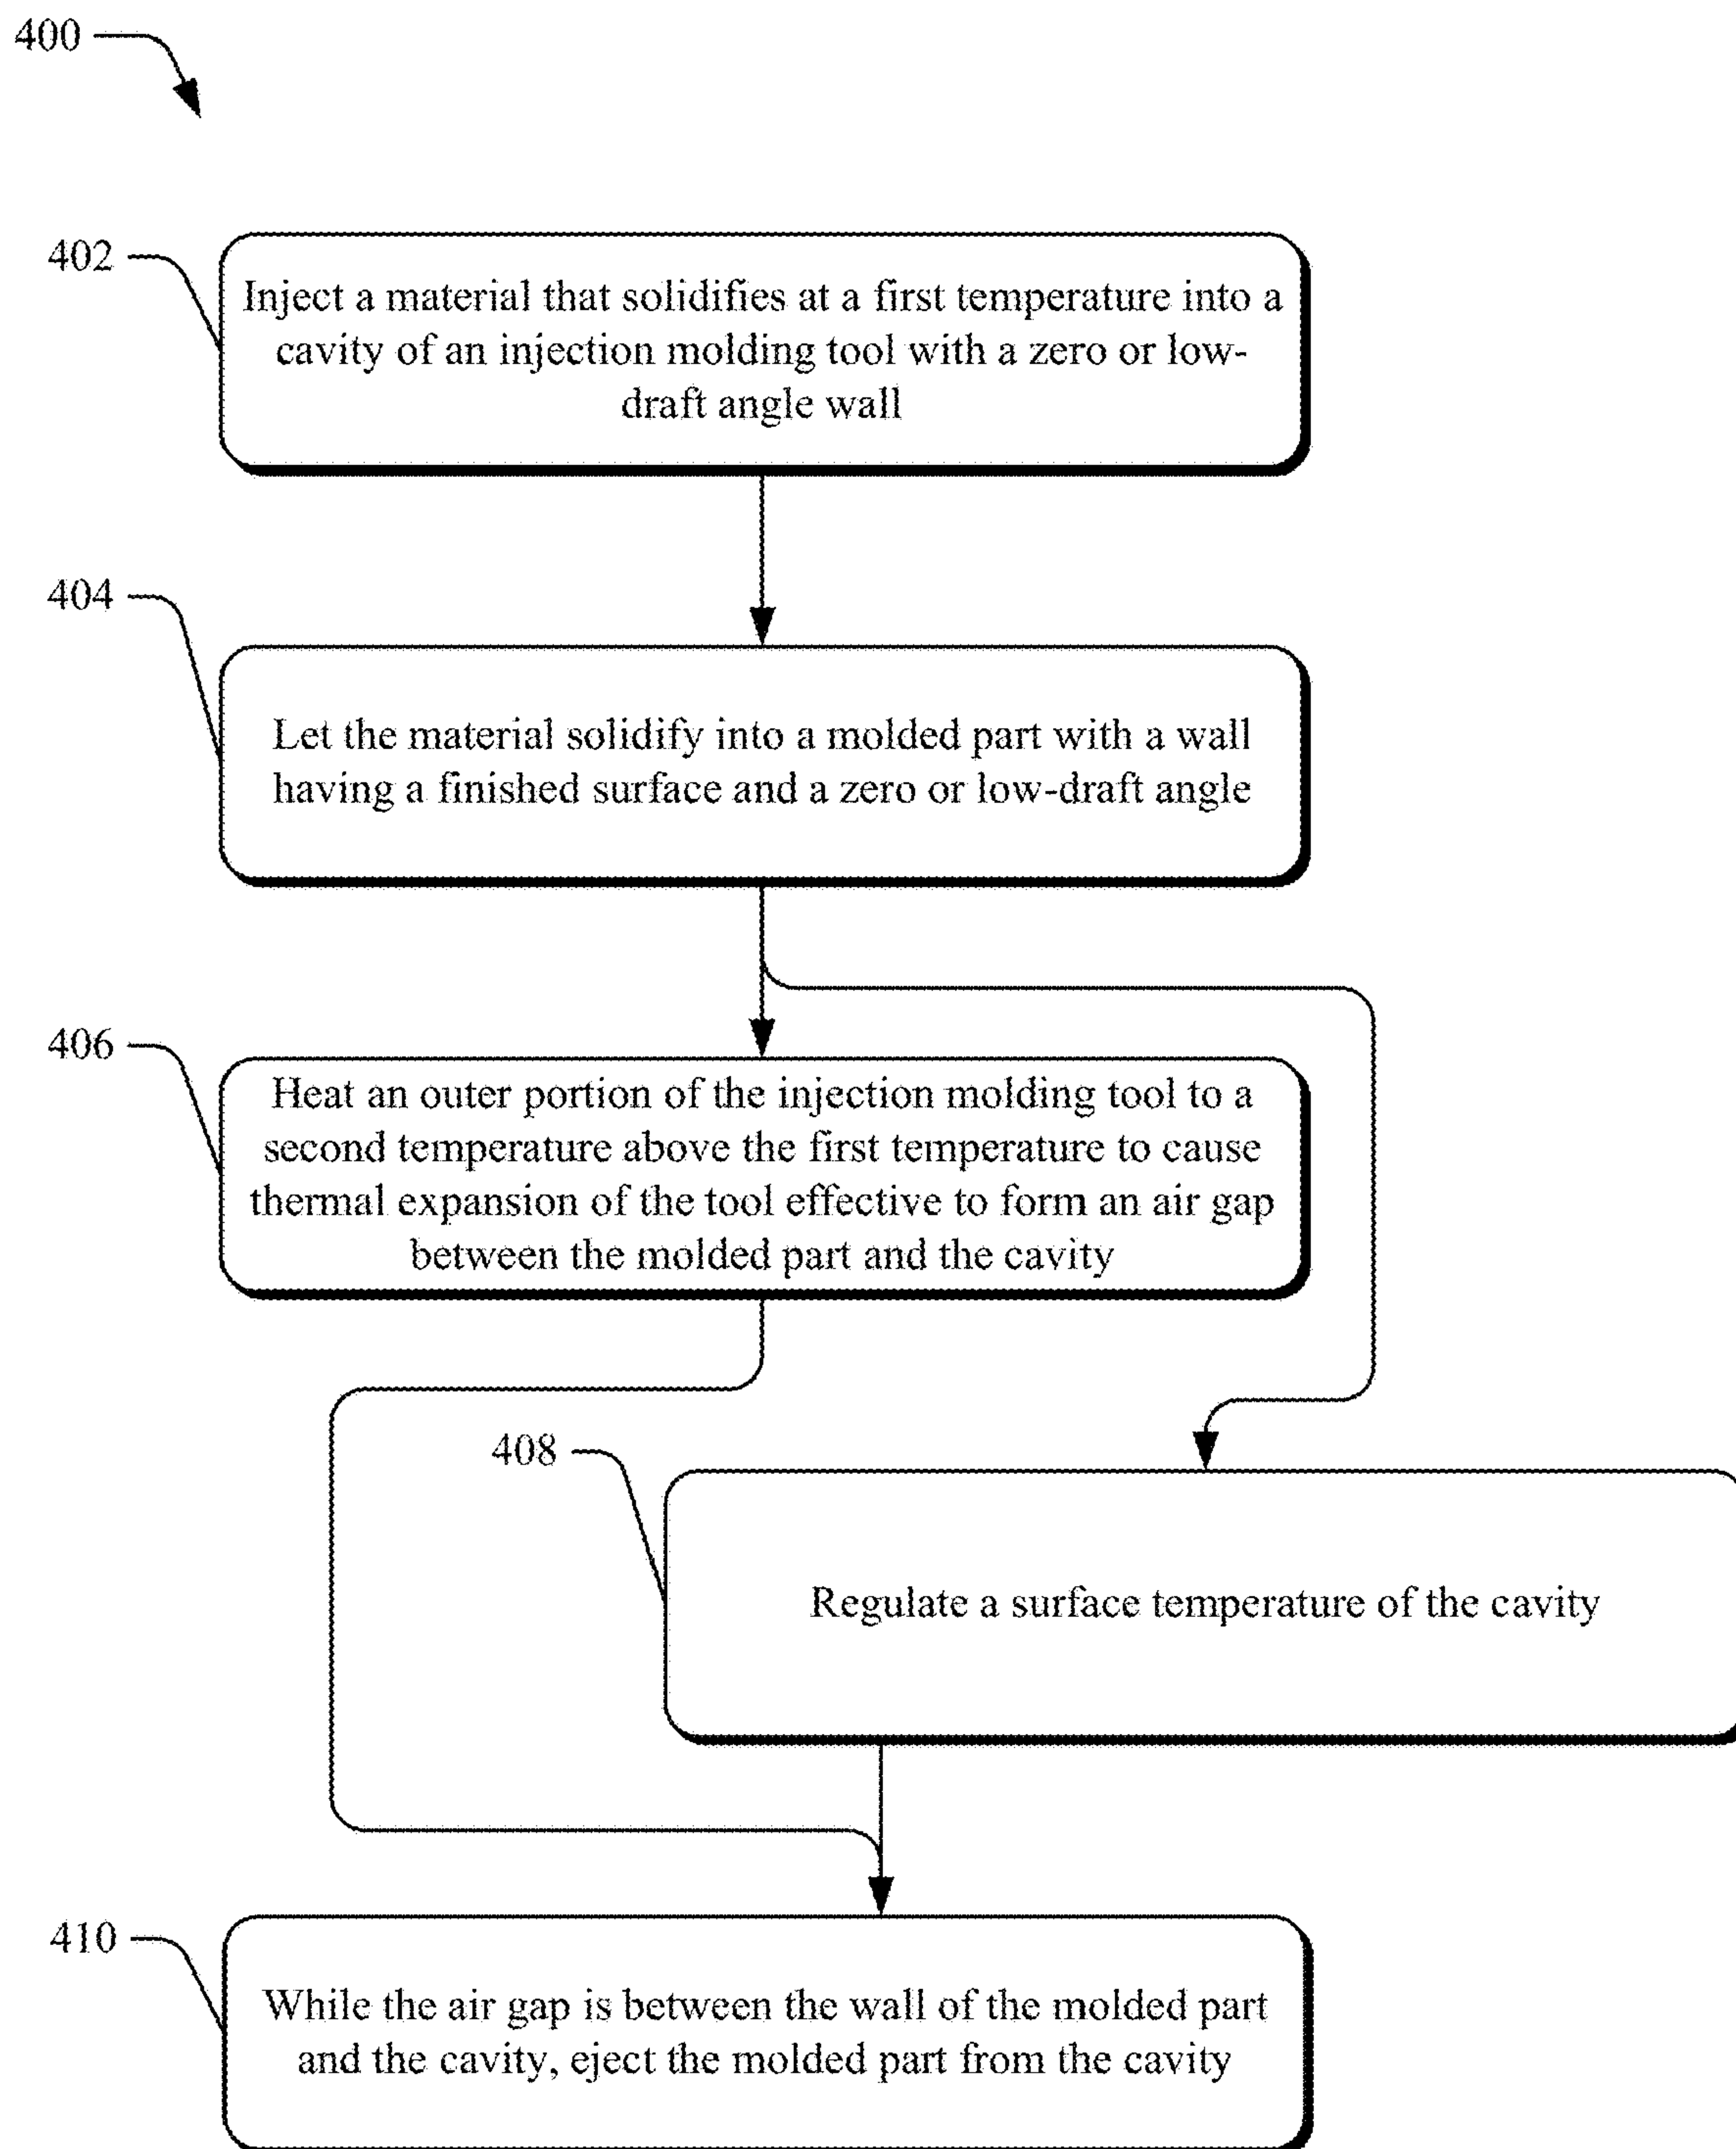 400
402
Inject a material that solidifies at a first temperature into a
cavity of an injection molding tool with a zero or low-
draft angle wall
404
Let the material solidify into a molded part with a wall
having a finished surface and a zero or low-draft angle
406
Heat an outer portion of the injection molding tool to a
second temperature above the first temperature to cause
thermal expansion of the tool effective to form an air gap
between the molded part and the cavity
408
Regulate a surface temperature of the cavity
410
While the air gap is between the wall of the molded part
and the cavity, eject the molded part from the cavity